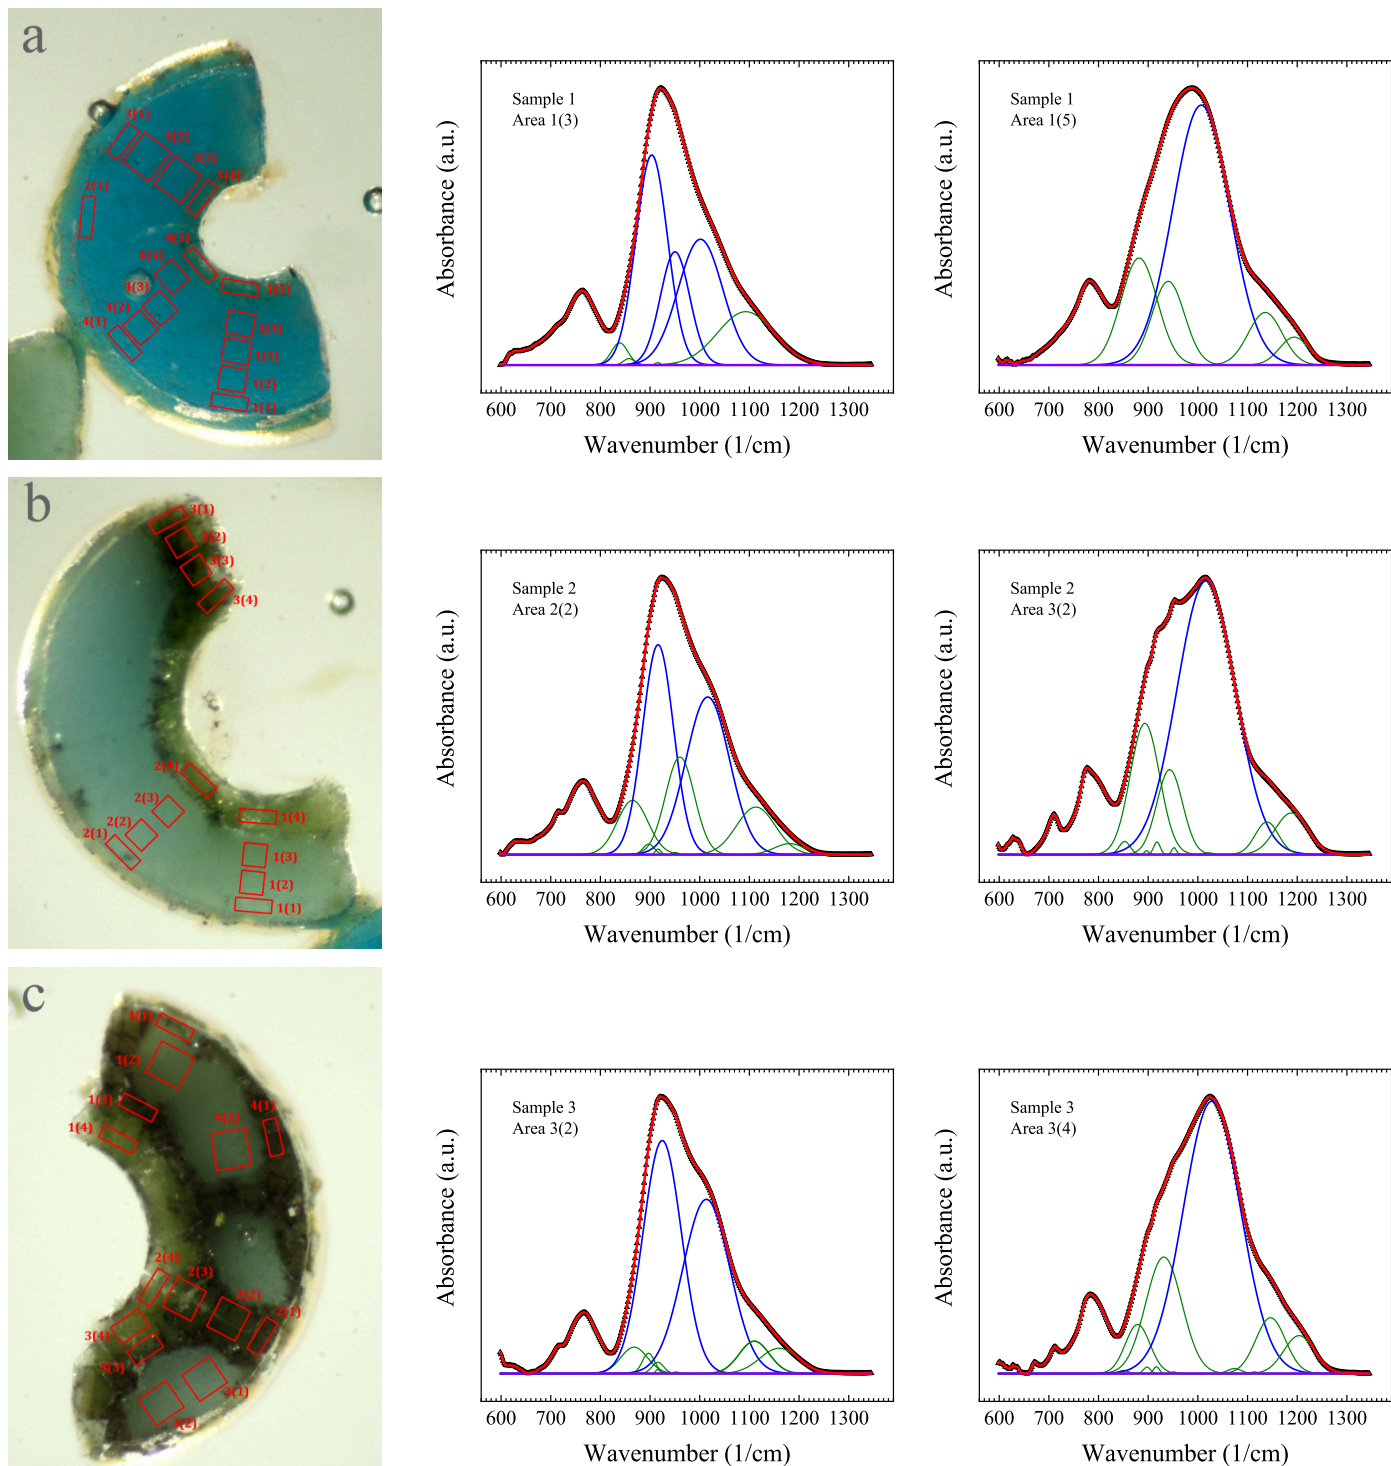 a
3(1)
3(2)
3(3)
3(4)
2(1)
4(5)
4(4)
4(3)
4(2)
4(1)
1(5)
1(4)
1(3)
1(2)
1(1)
Sample 1
Area 1(3)
Absorbance (a.u.)
600 700 800 900 1000 1100 1200 1300
Wavenumber (1/cm)
Sample 1
Area 1(5)
Absorbance (a.u.)
600 700 800 900 1000 1100 1200 1300
Wavenumber (1/cm)
b
3(1)
3(2)
3(3)
3(4)
2(4)
2(3)
2(2)
2(1)
1(4)
1(3)
1(2)
1(1)
Sample 2
Area 2(2)
Absorbance (a.u.)
600 700 800 900 1000 1100 1200 1300
Wavenumber (1/cm)
Sample 2
Area 3(2)
Absorbance (a.u.)
600 700 800 900 1000 1100 1200 1300
Wavenumber (1/cm)
c
1(1)
1(2)
1(3)
1(4)
4(1)
4(2)
2(4)
2(3)
2(2)
2(1)
3(4)
3(3)
3(1)
3(2)
Sample 3
Area 3(2)
Absorbance (a.u.)
600 700 800 900 1000 1100 1200 1300
Wavenumber (1/cm)
Sample 3
Area 3(4)
Absorbance (a.u.)
600 700 800 900 1000 1100 1200 1300
Wavenumber (1/cm)